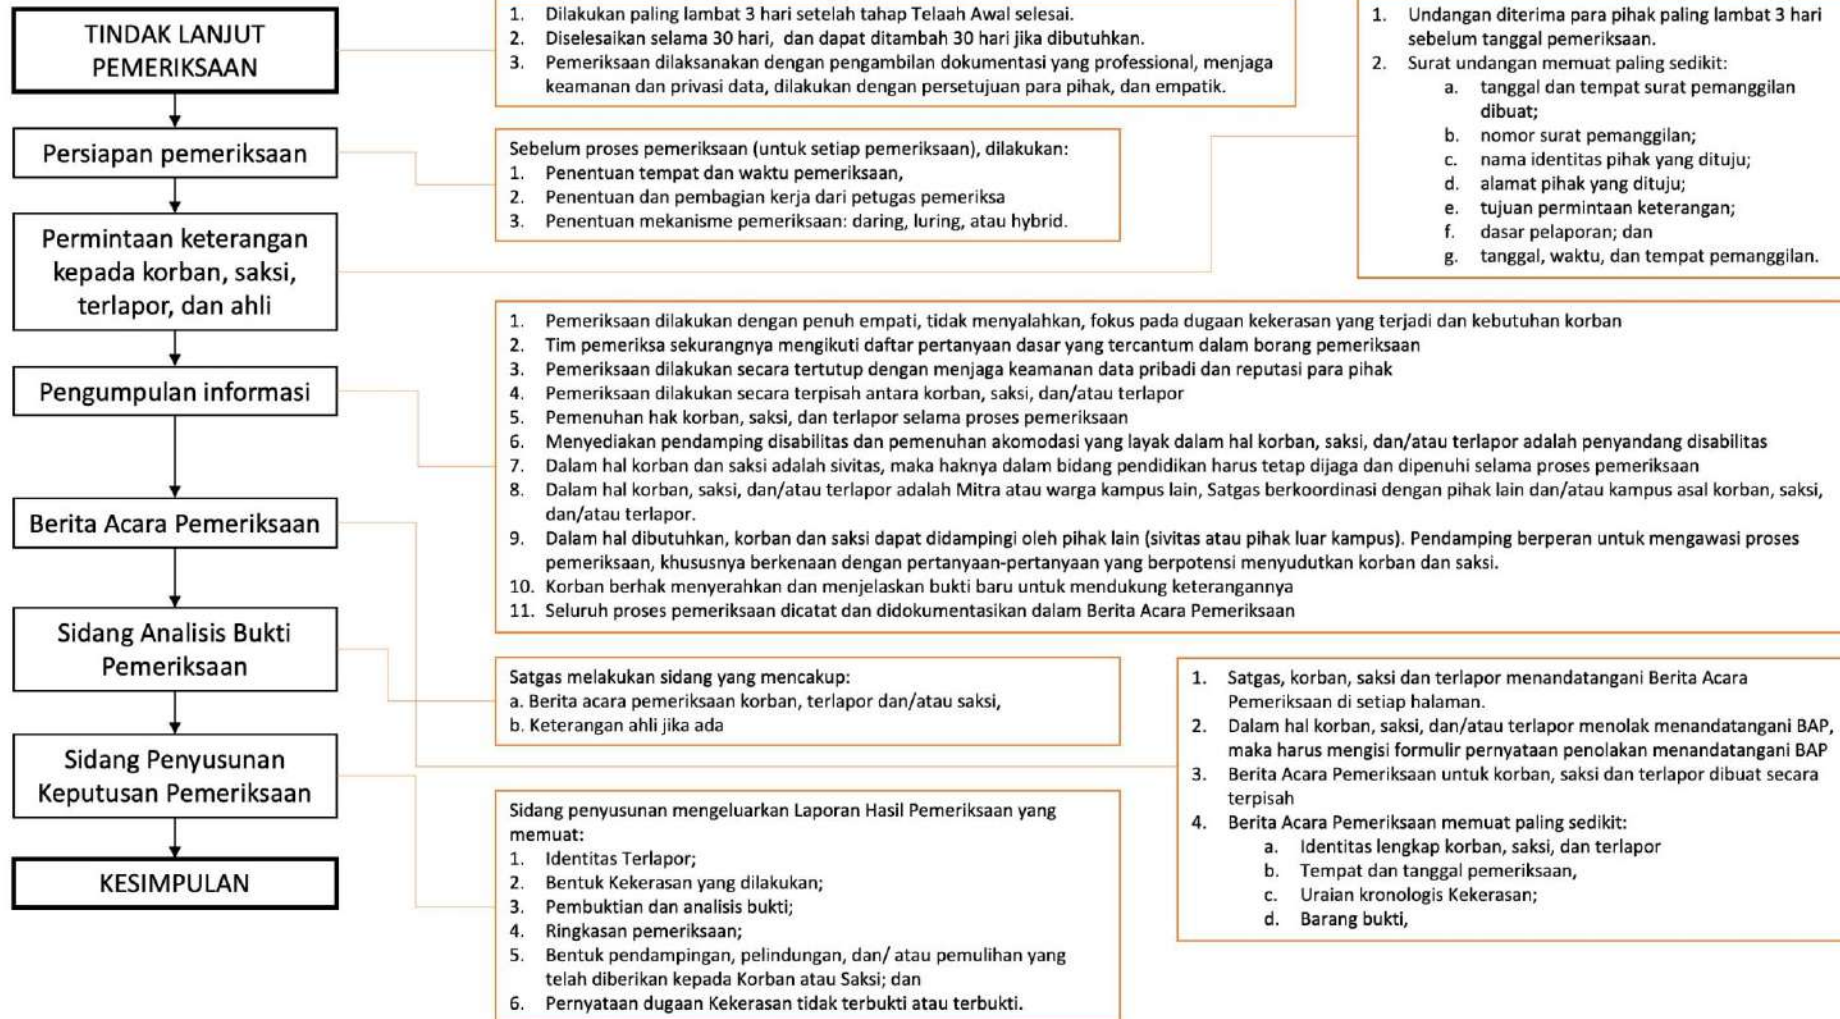 TINDAK LANJUT
PEMERIKSAAN
1. Dilakukan paling lambat 3 hari setelah tahap Telaah Awal selesai.
2. Diselesaikan selama 30 hari, dan dapat ditambah 30 hari jika dibutuhkan.
3. Pemeriksaan dilaksanakan dengan pengambilan dokumentasi yang professional, menjaga
keamanan dan privasi data, dilakukan dengan persetujuan para pihak, dan empatik.
Persiapan pemeriksaan
Sebelum proses pemeriksaan (untuk setiap pemeriksaan), dilakukan:
1. Penentuan tempat dan waktu pemeriksaan,
2. Penentuan dan pembagian kerja dari petugas pemeriksa
3. Penentuan mekanisme pemeriksaan: daring, luring, atau hybrid.
Permintaan keterangan
kepada korban, saksi,
terlapor, dan ahli
1. Undangan diterima para pihak paling lambat 3 hari
sebelum tanggal pemeriksaan.
2. Surat undangan memuat paling sedikit:
a. tanggal dan tempat surat pemanggilan
dibuat;
b. nomor surat pemanggilan;
c. nama identitas pihak yang dituju;
d. alamat pihak yang dituju;
e. tujuan permintaan keterangan;
f. dasar pelaporan; dan
g. tanggal, waktu, dan tempat pemanggilan.
Pengumpulan informasi
1. Pemeriksaan dilakukan dengan penuh empati, tidak menyalahkan, fokus pada dugaan kekerasan yang terjadi dan kebutuhan korban
2. Tim pemeriksa sekurangnya mengikuti daftar pertanyaan dasar yang tercantum dalam borang pemeriksaan
3. Pemeriksaan dilakukan secara tertutup dengan menjaga keamanan data pribadi dan reputasi para pihak
4. Pemeriksaan dilakukan secara terpisah antara korban, saksi, dan/atau terlapor
5. Pemenuhan hak korban, saksi, dan terlapor selama proses pemeriksaan
6. Menyediakan pendamping disabilitas dan pemenuhan akomodasi yang layak dalam hal korban, saksi, dan/atau terlapor adalah penyandang disabilitas
7. Dalam hal korban dan saksi adalah sivitas, maka haknya dalam bidang pendidikan harus tetap dijaga dan dipenuhi selama proses pemeriksaan
8. Dalam hal korban, saksi, dan/atau terlapor adalah Mitra atau warga kampus lain, Satgas berkoordinasi dengan pihak lain dan/atau kampus asal korban, saksi,
dan/atau terlapor.
9. Dalam hal dibutuhkan, korban dan saksi dapat didampingi oleh pihak lain (sivitas atau pihak luar kampus). Pendamping berperan untuk mengawasi proses
pemeriksaan, khususnya berkenaan dengan pertanyaan-pertanyaan yang berpotensi menyudutkan korban dan saksi.
10. Korban berhak menyerahkan dan menjelaskan bukti baru untuk mendukung keterangannya
11. Seluruh proses pemeriksaan dicatat dan didokumentasikan dalam Berita Acara Pemeriksaan
Berita Acara Pemeriksaan
1. Satgas, korban, saksi dan terlapor menandatangani Berita Acara
Pemeriksaan di setiap halaman.
2. Dalam hal korban, saksi, dan/atau terlapor menolak menandatangani BAP,
maka harus mengisi formulir pernyataan penolakan menandatangani BAP
3. Berita Acara Pemeriksaan untuk korban, saksi dan terlapor dibuat secara
terpisah
4. Berita Acara Pemeriksaan memuat paling sedikit:
a. Identitas lengkap korban, saksi, dan terlapor
b. Tempat dan tanggal pemeriksaan,
c. Uraian kronologis Kekerasan;
d. Barang bukti,
Sidang Analisis Bukti
Pemeriksaan
Satgas melakukan sidang yang mencakup:
a. Berita acara pemeriksaan korban, terlapor dan/atau saksi,
b. Keterangan ahli jika ada
Sidang Penyusunan
Keputusan Pemeriksaan
Sidang penyusunan mengeluarkan Laporan Hasil Pemeriksaan yang
memuat:
1. Identitas Terlapor;
2. Bentuk Kekerasan yang dilakukan;
3. Pembuktian dan analisis bukti;
4. Ringkasan pemeriksaan;
5. Bentuk pendampingan, pelindungan, dan/ atau pemulihan yang
telah diberikan kepada Korban atau Saksi; dan
6. Pernyataan dugaan Kekerasan tidak terbukti atau terbukti.
KESIMPULAN